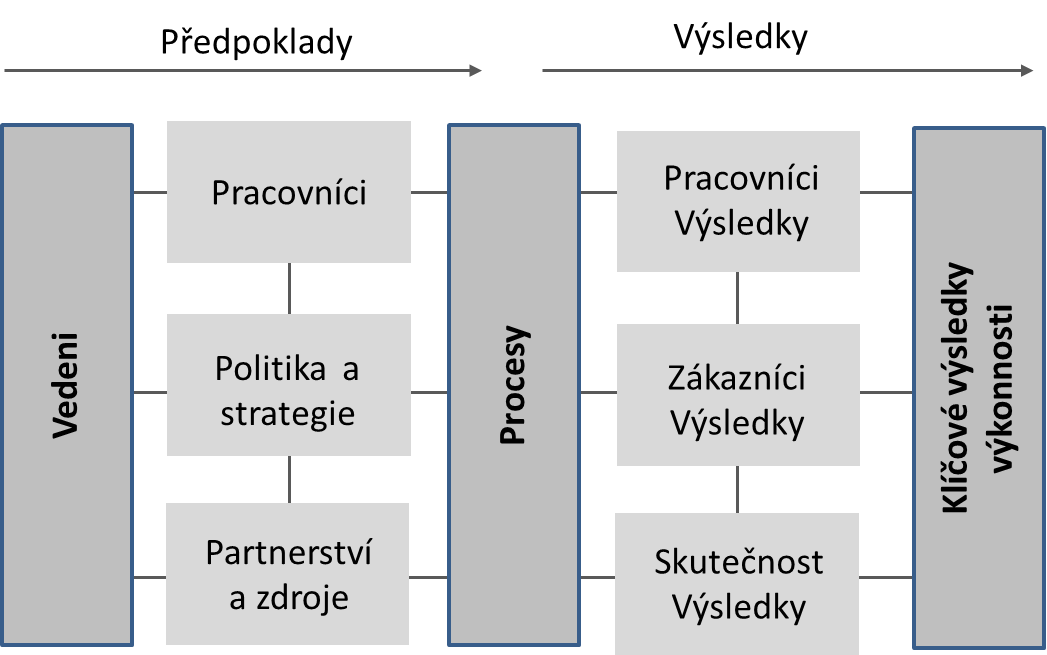 Předpoklady
Výsledky
Vedeni
Pracovníci
Politika a
strategie
Partnerství
a zdroje
Procesy
Pracovníci
Výsledky
Zákazníci
Výsledky
Skutečnost
Výsledky
Klíčové výsledky
výkonnosti